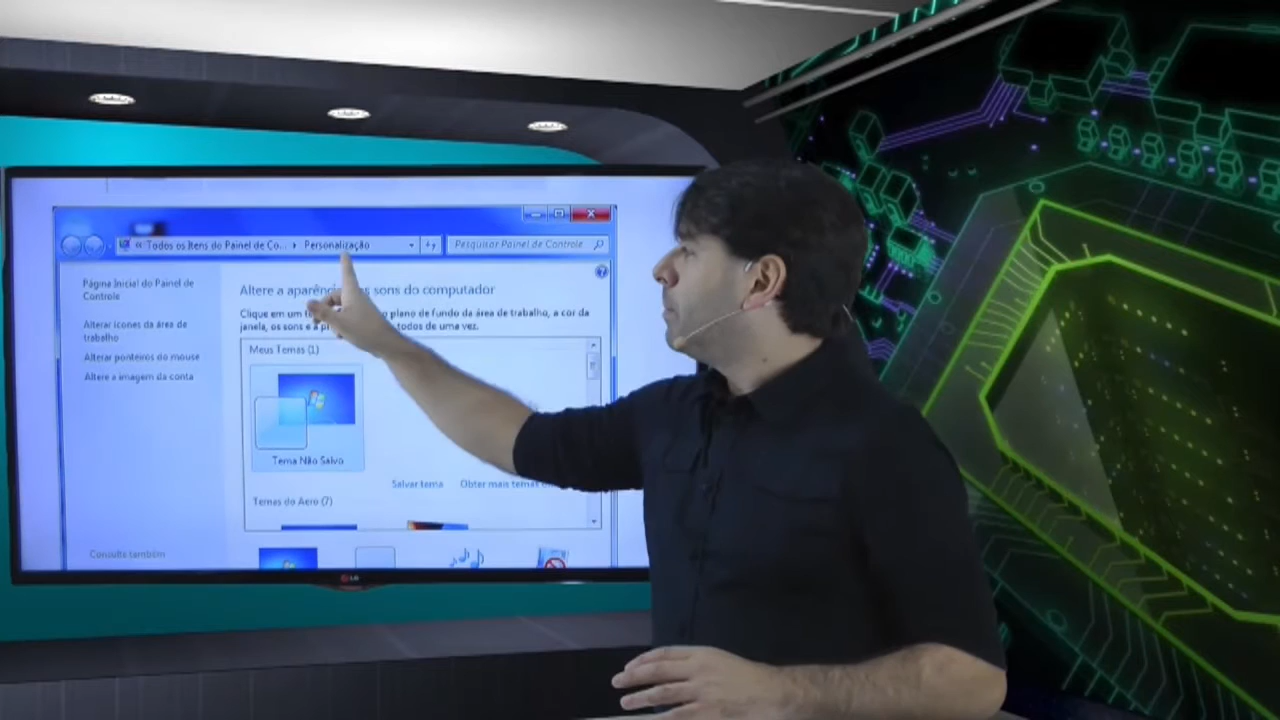 « Todos os Itens do Painel de Co... ▸ Personalização
Pesquisar Painel de Controle
Página Inicial do Painel de
Controle
Alterar ícones da área de
trabalho
Alterar ponteiros do mouse
Altere a imagem da conta
Consulte também
Altere a aparência os sons do computador
Clique em um plano de fundo da área de trabalho, a cor da
janela, os sons e a todos de uma vez.
Meus Temas (1)
Tema Não Salvo
Salvar tema
Obter mais temas
Temas do Aero (7)
LG